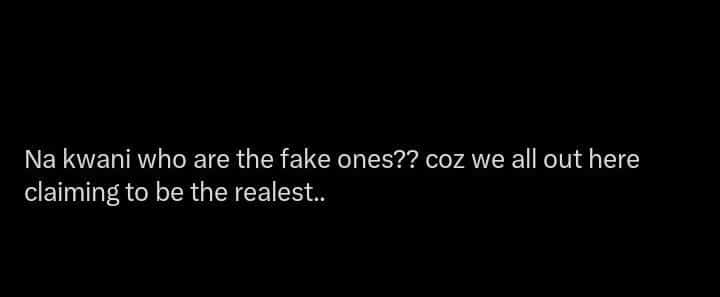 Na kwani who are the fake ones?? coz we all out here
claiming to be the realest..